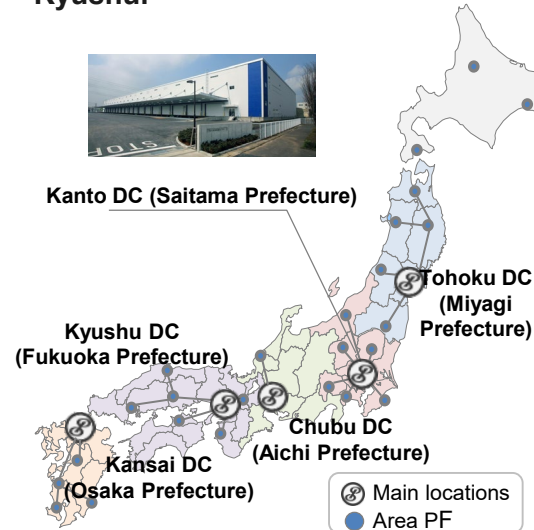 Kyushu.
STOP
Kanto DC (Saitama Prefecture)
Tohoku DC
(Miyagi
Prefecture)
Kyushu DC
(Fukuoka Prefecture)
Chubu DC
(Aichi Prefecture)
Kansai DC
(Osaka Prefecture)
Main locations
Area PF